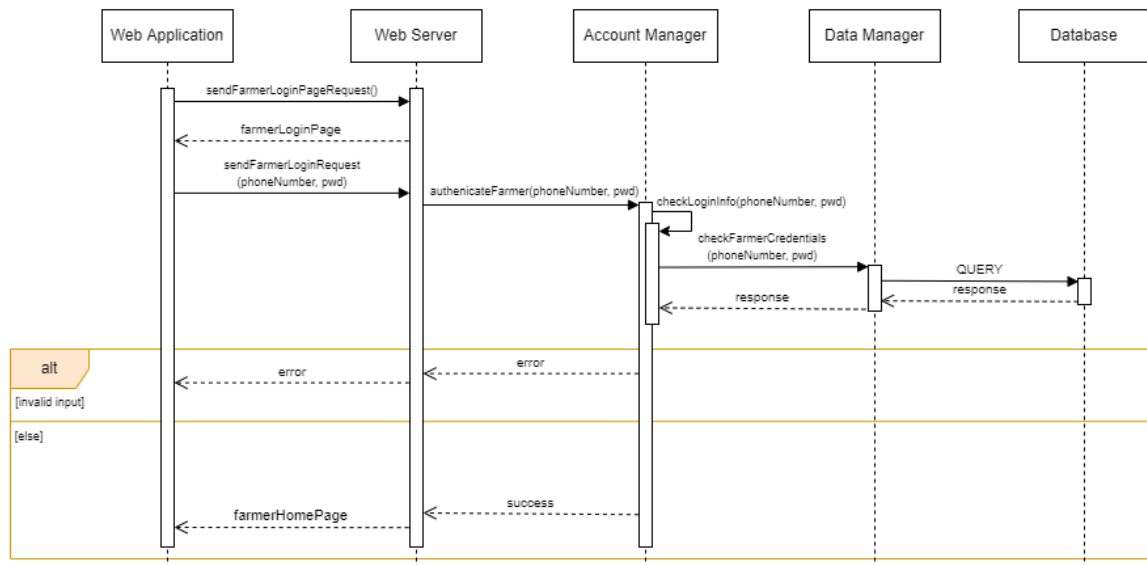 Web Application
Web Server
Account Manager
Data Manager
Database
sendFarmerLoginPageRequest()
farmerLoginPage
sendFarmerLoginRequest
(phoneNumber, pwd)
authenicateFarmer(phoneNumber, pwd)
checkLoginInfo(phoneNumber, pwd)
checkFarmerCredentials
(phoneNumber, pwd)
QUERY
response
response
alt
error
error
[invalid input]
[else]
success
farmerHomePage